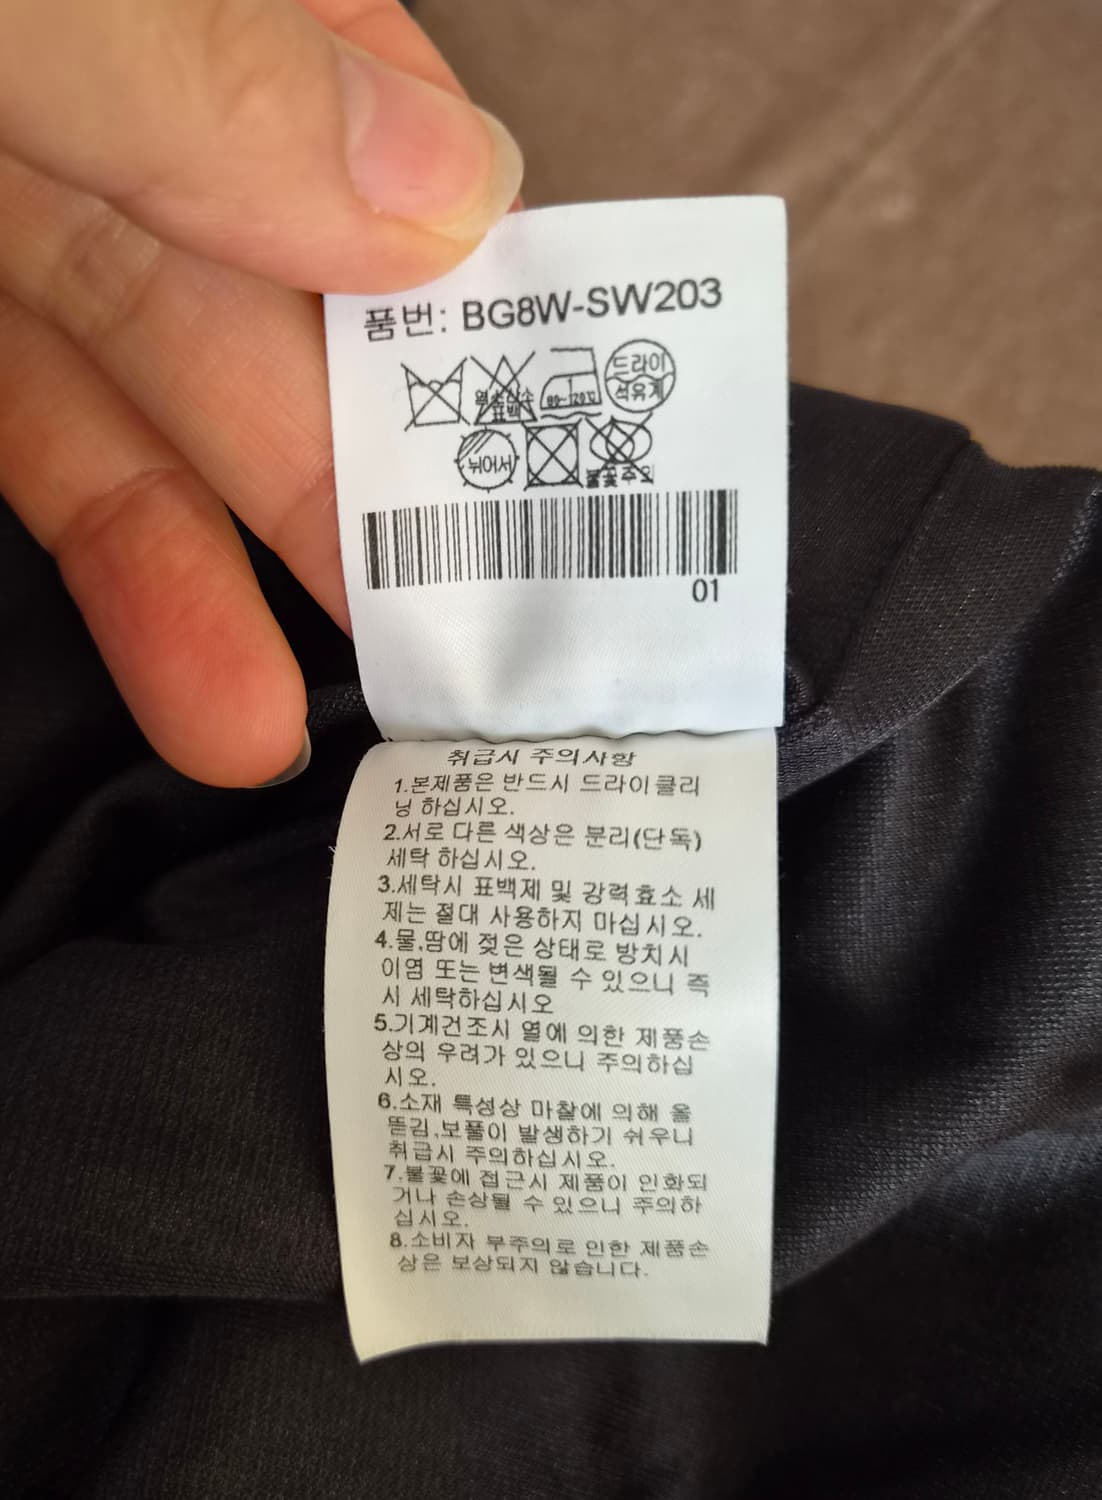 품번: BG8W-SW203
염소산소 드라이
표백 80~120℃ 석유계
뉘어서
불꽃주의
01
취급시 주의사항
1.본제품은 반드시 드라이클리
닝 하십시오.
2.서로 다른 색상은 분리(단독)
세탁 하십시오.
3.세탁시 표백제 및 강력효소 세
제는 절대 사용하지 마십시오.
4.물,땀에 젖은 상태로 방치시
이염 또는 변색될 수 있으니 즉
시 세탁하십시오
5.기계건조시 열에 의한 제품손
상의 우려가 있으니 주의하십
시오.
6.소재 특성상 마찰에 의해 올
뜯김,보풀이 발생하기 쉬우니
취급시 주의하십시오.
7.불꽃에 접근시 제품이 인화되
거나 손상될 수 있으니 주의하
십시오.
8.소비자 부주의로 인한 제품손
상은 보상되지 않습니다.